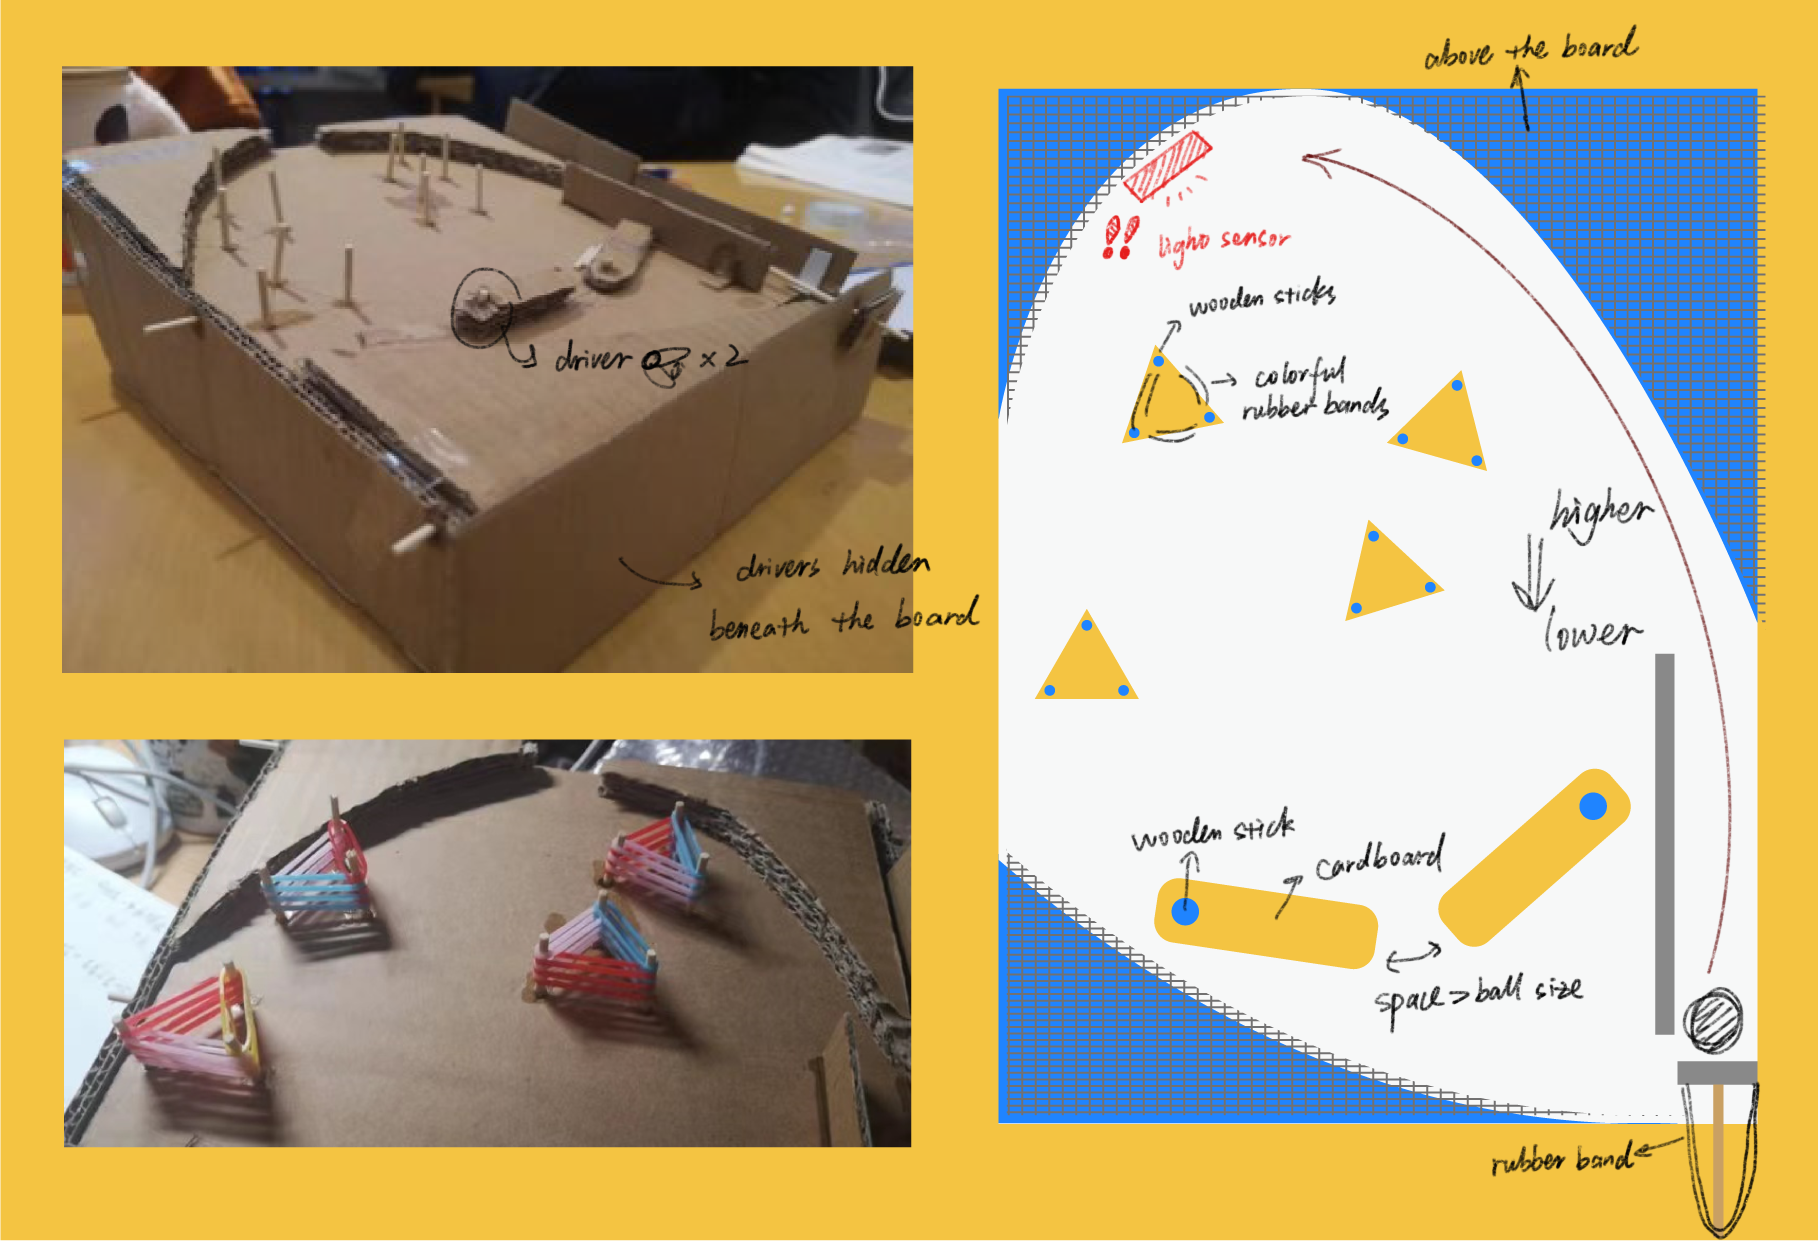 above the board
!!
light sensor
wooden sticks
colorful
rubber bands
driver × 2
higher
lower
drivers hidden
beneath the board
wooden stick
cardboard
space > ball size
rubber band